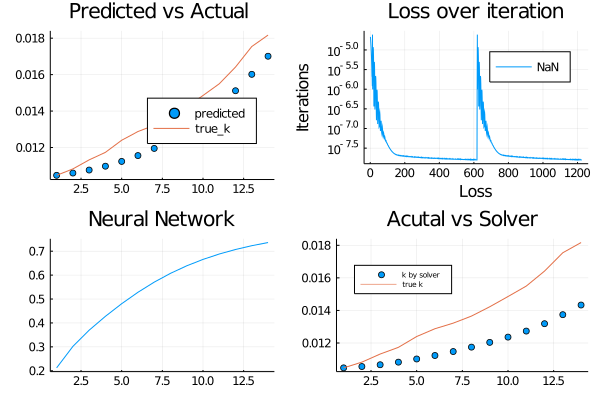 Predicted vs Actual
0.018
0.016
0.014
0.012
predicted
true_k
2.5 5.0 7.5 10.0 12.5
Loss over iteration
Iterations
10^-5.0
10^-5.5
10^-6.0
10^-6.5
10^-7.0
10^-7.5
NaN
0 200 400 600 800 1000 1200
Loss
Neural Network
0.7
0.6
0.5
0.4
0.3
0.2
2.5 5.0 7.5 10.0 12.5
Acutal vs Solver
0.018
0.016
0.014
0.012
k by solver
true k
2.5 5.0 7.5 10.0 12.5